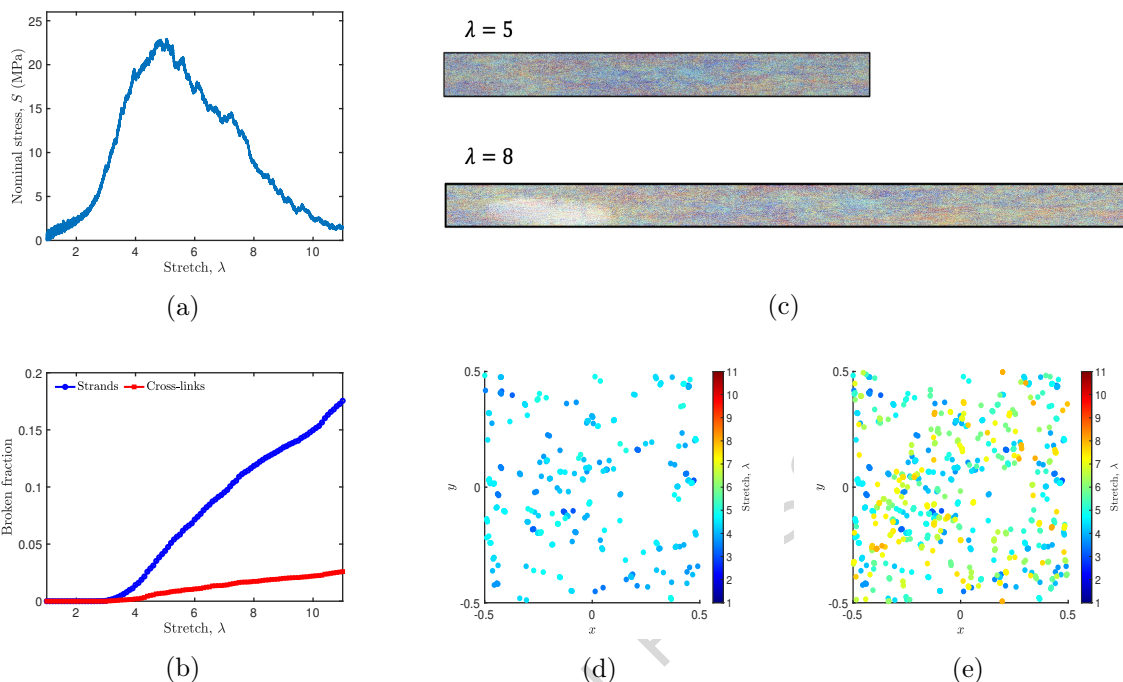 25
20
15
10
5
0
Nominal stress, S (MPa)
2 4 6 8 10
Stretch, λ
(a)
λ = 5
λ = 8
(c)
0.2
0.15
0.1
0.05
0
Broken fraction
Strands Cross-links
2 4 6 8 10
Stretch, λ
(b)
0.5
0
-0.5
y
-0.5 0 0.5
x
11
10
9
8
7
6
5
4
3
2
1
Stretch, λ
(d)
0.5
0
-0.5
y
-0.5 0 0.5
x
11
10
9
8
7
6
5
4
3
2
1
Stretch, λ
(e)